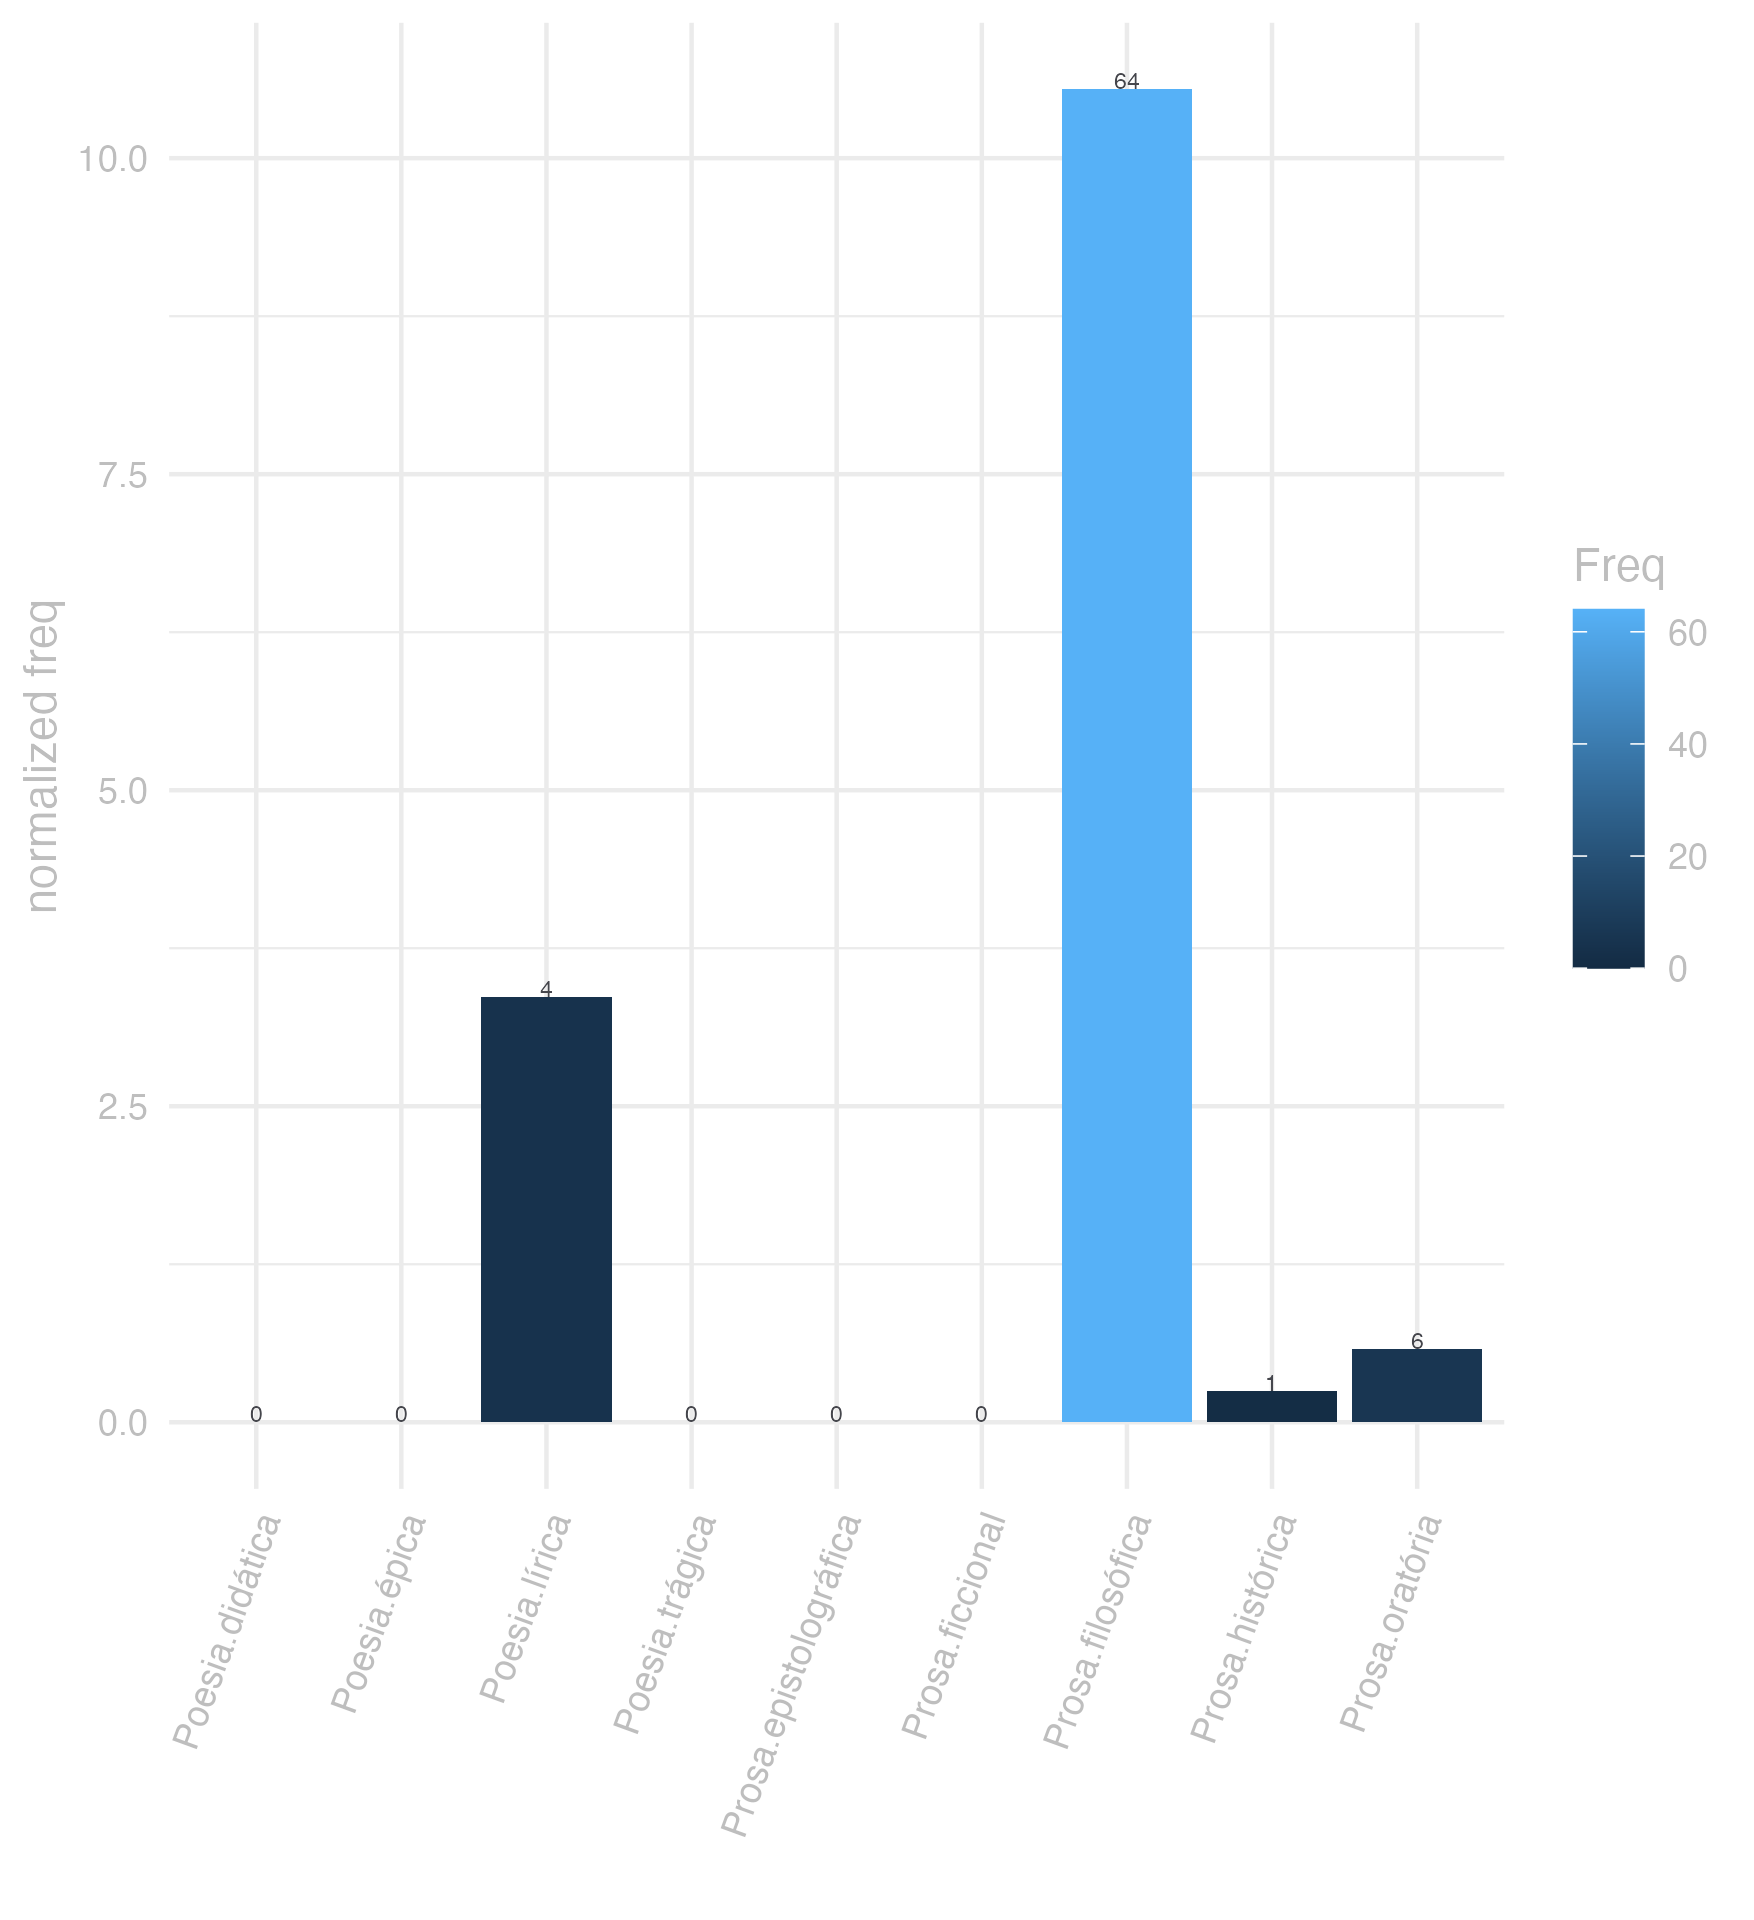 normalized freq
10.0
7.5
5.0
2.5
0.0
0
0
4
0
0
0
64
1
6
Poesia.didática
Poesia.épica
Poesia.lírica
Poesia.trágica
Prosa.epistolográfica
Prosa.ficcional
Prosa.filosófica
Prosa.histórica
Prosa.oratória
Freq
60
40
20
0